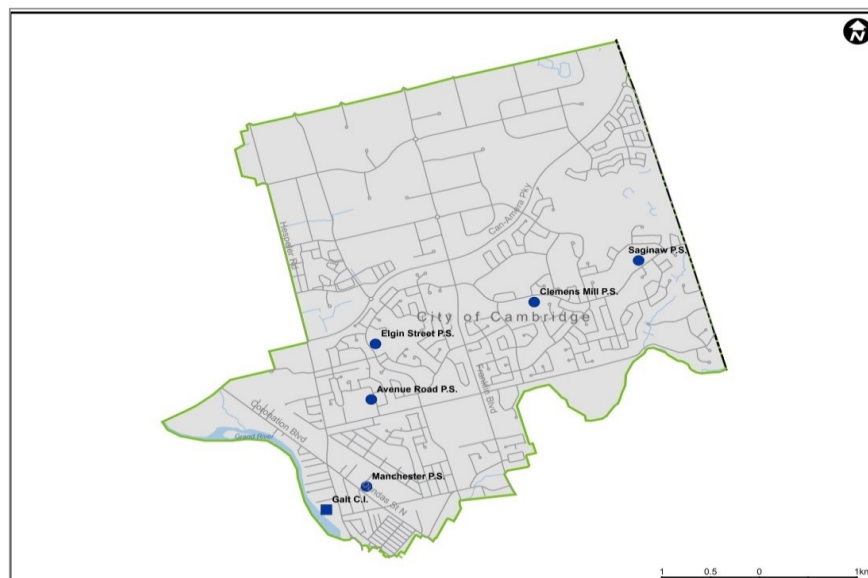 N
Can-Amera Pky
Hespeler Rd
Saginaw P.S.
Clemens Mill P.S.
City of Cambridge
Elgin Street P.S.
Franklin Blvd
Avenue Road P.S.
Coronation Blvd
Grand River
Manchester P.S.
Dundas St N
Galt C.I.
1 0.5 0 1km